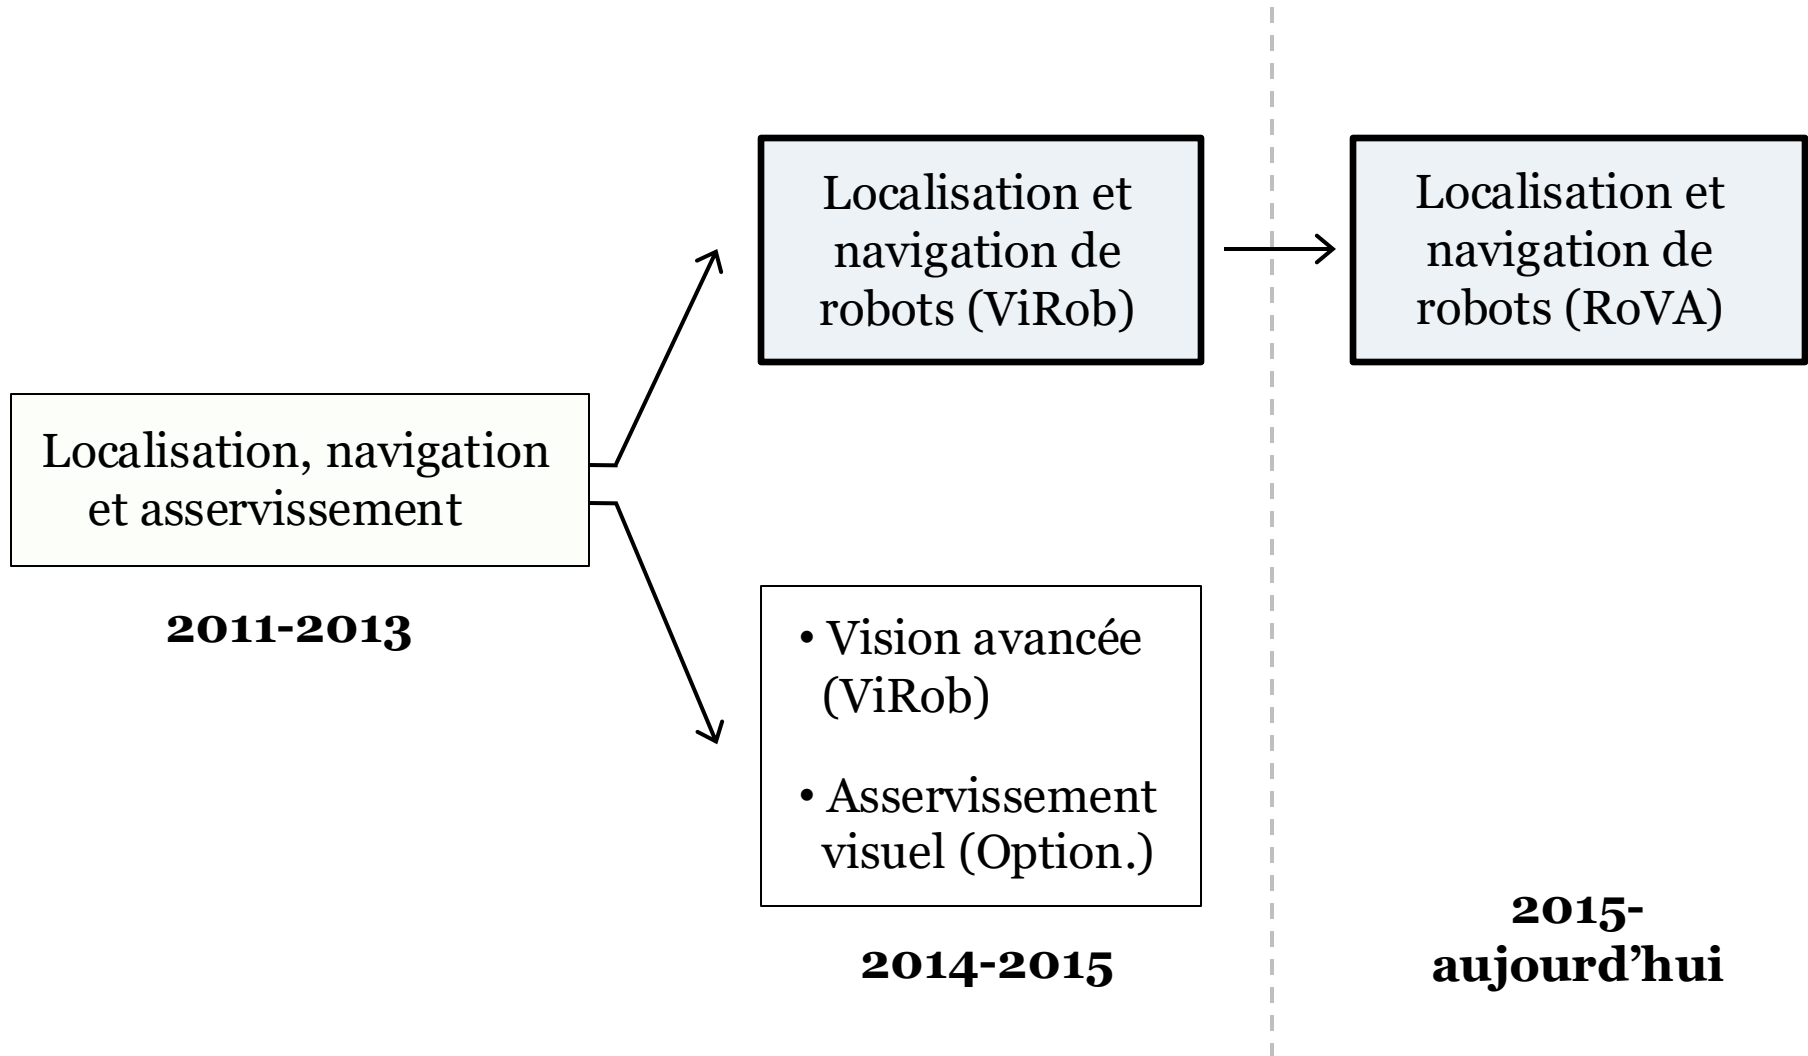 Localisation et
navigation de
robots (ViRob)
Localisation et
navigation de
robots (RoVA)
Localisation, navigation
et asservissement
2011-2013
• Vision avancée
(ViRob)
• Asservissement
visuel (Option.)
2014-2015
2015-
aujourd’hui